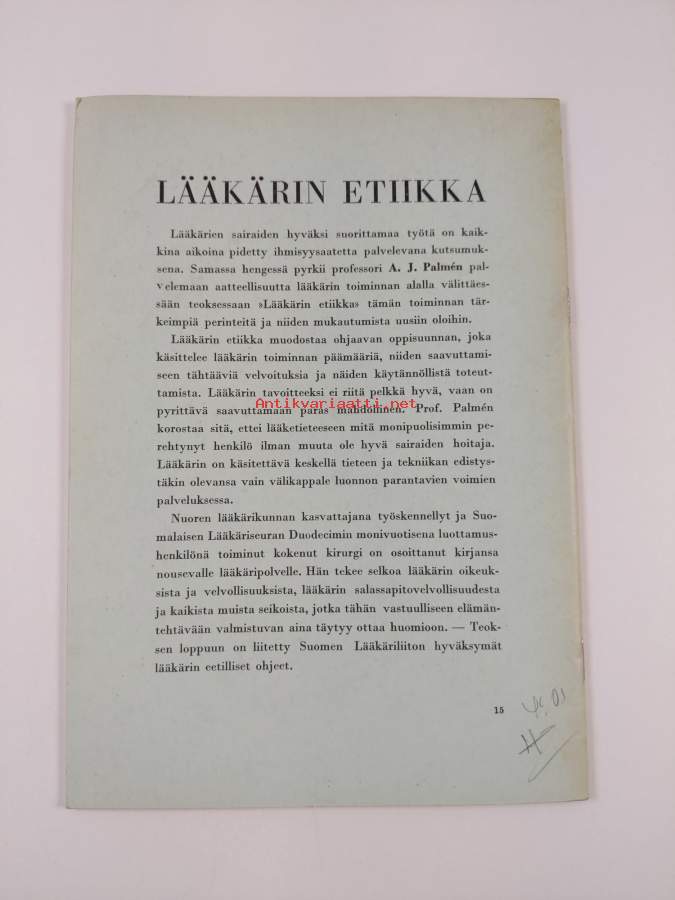 LÄÄKÄRIN ETIIKKA
Lääkärien sairaiden hyväksi suorittamaa työtä on kaik-
kina aikoina pidetty ihmisyysaatetta palvelevana kutsumuk-
sena. Samassa hengessä pyrkii professori A. J. Palmén pal-
velemaan aatteellisuutta lääkärin toiminnan alalla välittäes-
sään teoksessaan »Lääkärin etiikka» tämän toiminnan tär-
keimpiä perinteitä ja niiden mukautumista uusiin oloihin.
Lääkärin etiikka muodostaa ohjaavan oppisuunnan, joka
käsittelee lääkärin toiminnan päämääriä, niiden saavuttami-
seen tähtääviä velvoituksia ja näiden käytännöllistä toteut-
tamista. Lääkärin tavoitteeksi ei riitä pelkkä hyvä, vaan on
pyrittävä saavuttamaan paras mahdollinen. Prof. Palmén
Antikvariaatti.net
korostaa sitä, ettei lääketieteeseen mitä monipuolisimmin pe-
rehtynyt henkilö ilman muuta ole hyvä sairaiden hoitaja.
Lääkärin on käsitettävä keskellä tieteen ja tekniikan edistys-
täkin olevansa vain välikappale luonnon parantavien voimien
palveluksessa.
Nuoren lääkärikunnan kasvattajana työskennellyt ja Suo-
malaisen Lääkäriseuran Duodecimin monivuotisena luottamus-
henkilönä toiminut kokenut kirurgi on osoittanut kirjansa
nousevalle lääkäripolvelle. Hän tekee selkoa lääkärin oikeuk-
sista ja velvollisuuksista, lääkärin salassapitovelvollisuudesta
ja kaikista muista seikoista, jotka tähän vastuulliseen elämän-
tehtävään valmistuvan aina täytyy ottaa huomioon. — Teok-
sen loppuun on liitetty Suomen Lääkäriliiton hyväksymät
lääkärin eetilliset ohjeet.
15